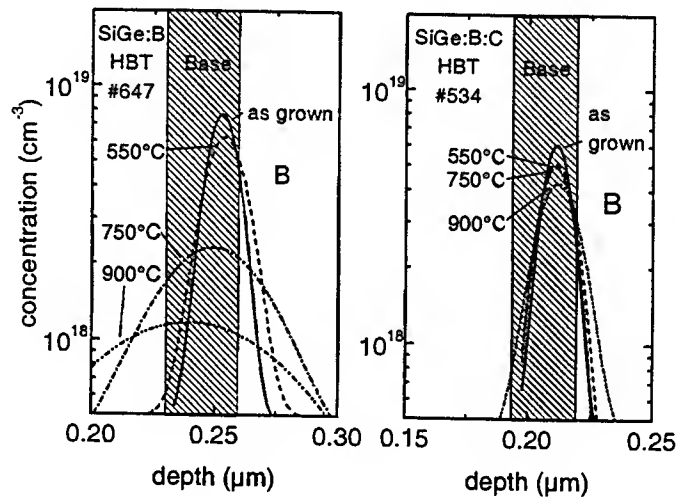 SiGe:B
HBT
#647
Base
as grown
550°C
B
750°C
900°C
10^19
10^18
concentration (cm^-3)
0.20
0.25
0.30
depth (µm)
SiGe:B:C
HBT
#534
Base
as
grown
550°C
750°C
900°C
B
10^19
10^18
0.15
0.20
0.25
depth (µm)